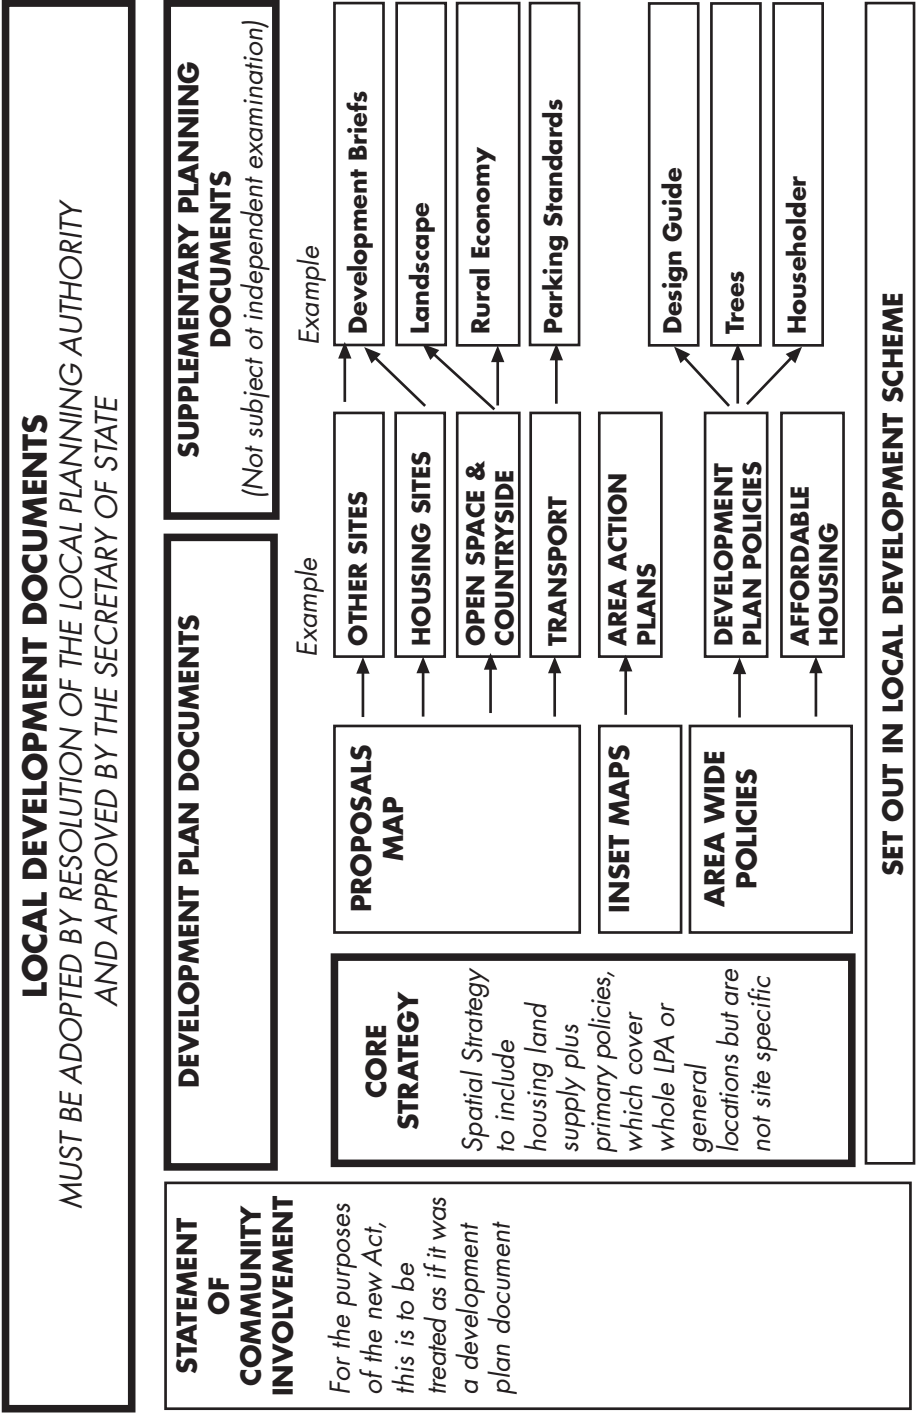 LOCAL DEVELOPMENT DOCUMENTS
MUST BE ADOPTED BY RESOLUTION OF THE LOCAL PLANNING AUTHORITY
AND APPROVED BY THE SECRETARY OF STATE
STATEMENT
OF
COMMUNITY
INVOLVEMENT
For the purposes
of the new Act,
this is to be
treated as if it was
a development
plan document
DEVELOPMENT PLAN DOCUMENTS
SUPPLEMENTARY PLANNING
DOCUMENTS
(Not subject ot independent examination)
CORE
STRATEGY
Spatial Strategy
to include
housing land
supply plus
primary policies,
which cover
whole LPA or
general
locations but are
not site specific
PROPOSALS
MAP
INSET MAPS
AREA WIDE
POLICIES
Example
OTHER SITES
HOUSING SITES
OPEN SPACE &
COUNTRYSIDE
TRANSPORT
AREA ACTION
PLANS
DEVELOPMENT
PLAN POLICIES
AFFORDABLE
HOUSING
Example
Development Briefs
Landscape
Rural Economy
Parking Standards
Design Guide
Trees
Householder
SET OUT IN LOCAL DEVELOPMENT SCHEME